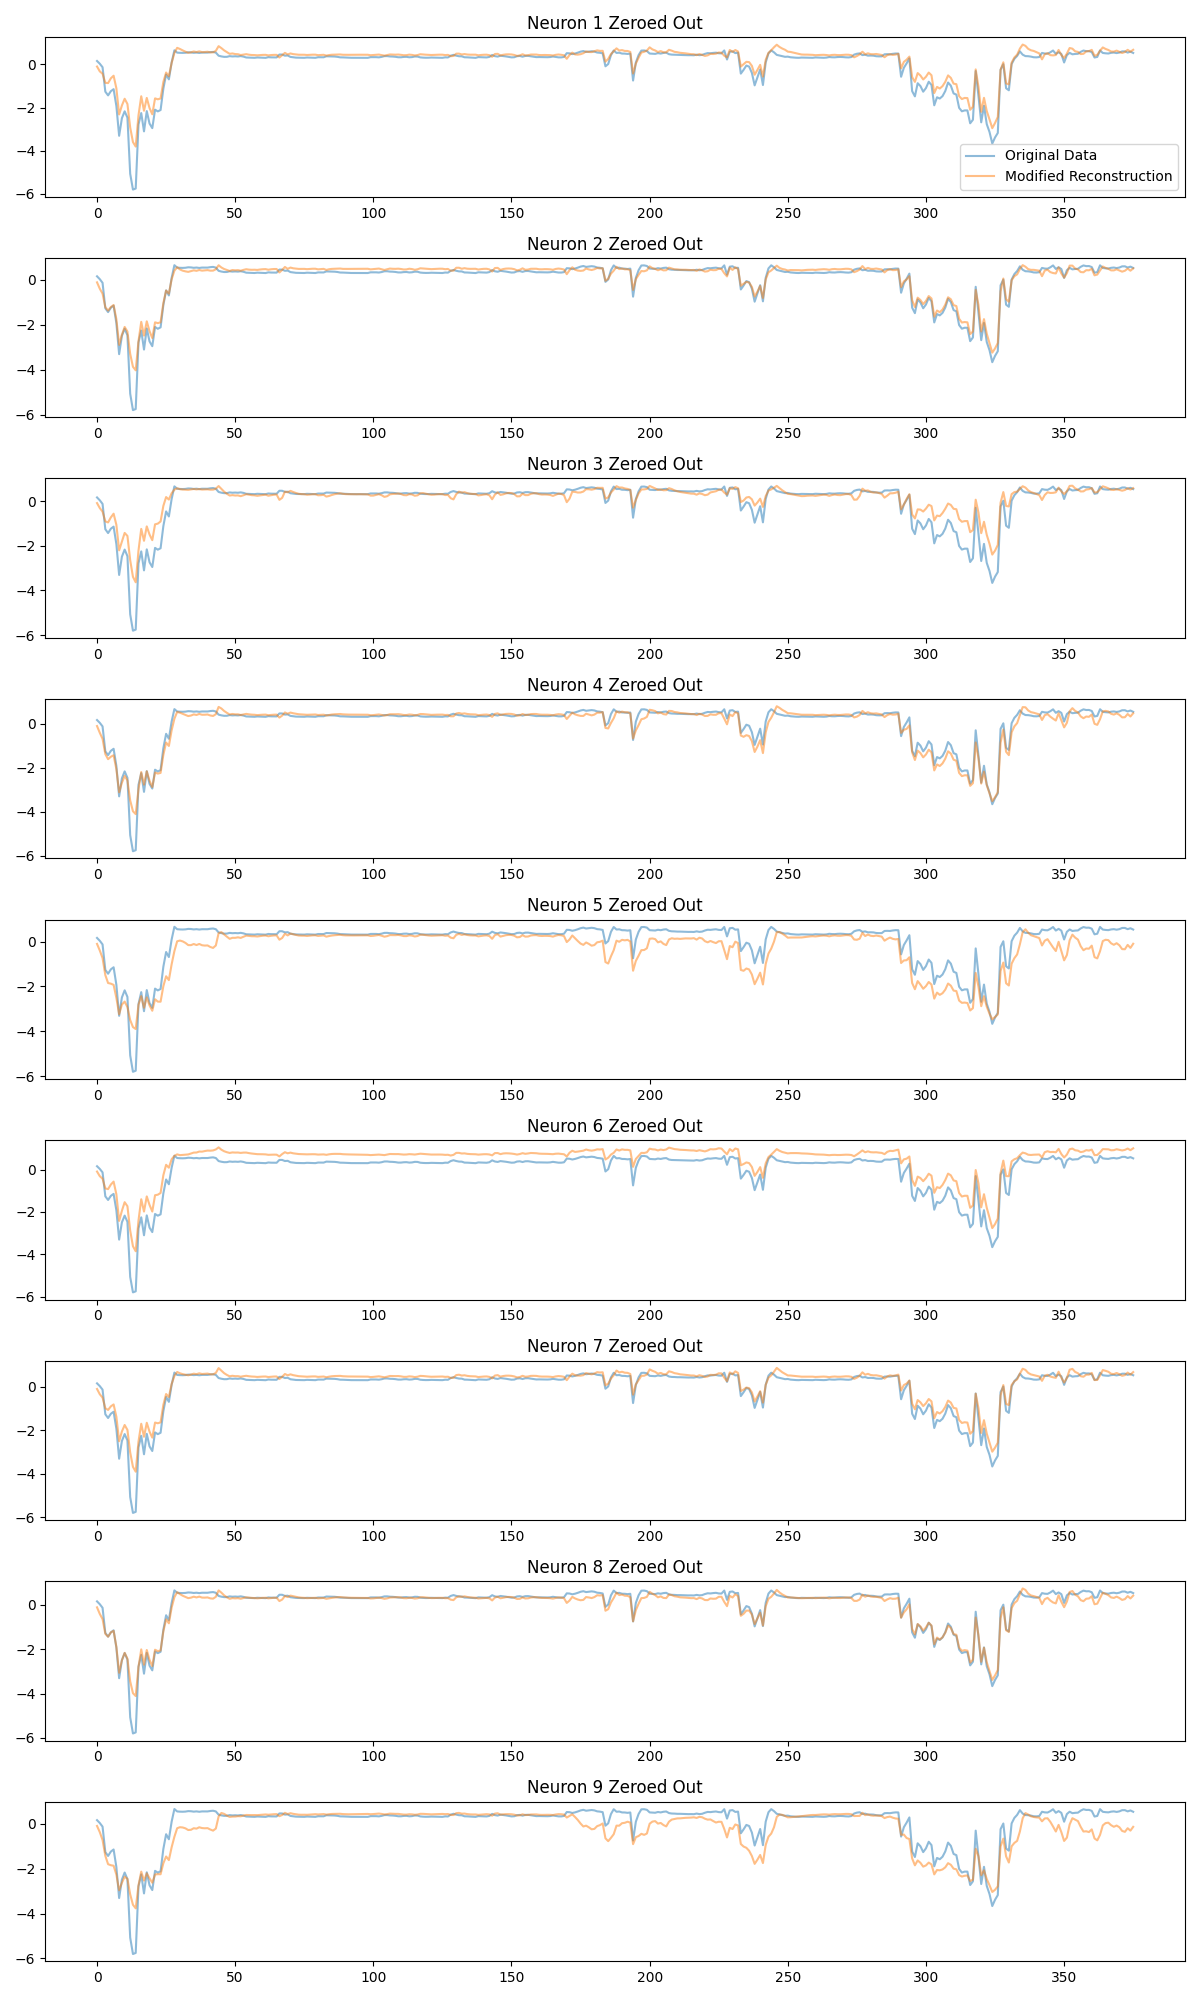 Neuron 1 Zeroed Out
0
−2
−4
−6
Original Data
Modified Reconstruction
0 50 100 150 200 250 300 350
Neuron 2 Zeroed Out
0
−2
−4
−6
0 50 100 150 200 250 300 350
Neuron 3 Zeroed Out
0
−2
−4
−6
0 50 100 150 200 250 300 350
Neuron 4 Zeroed Out
0
−2
−4
−6
0 50 100 150 200 250 300 350
Neuron 5 Zeroed Out
0
−2
−4
−6
0 50 100 150 200 250 300 350
Neuron 6 Zeroed Out
0
−2
−4
−6
0 50 100 150 200 250 300 350
Neuron 7 Zeroed Out
0
−2
−4
−6
0 50 100 150 200 250 300 350
Neuron 8 Zeroed Out
0
−2
−4
−6
0 50 100 150 200 250 300 350
Neuron 9 Zeroed Out
0
−2
−4
−6
0 50 100 150 200 250 300 350